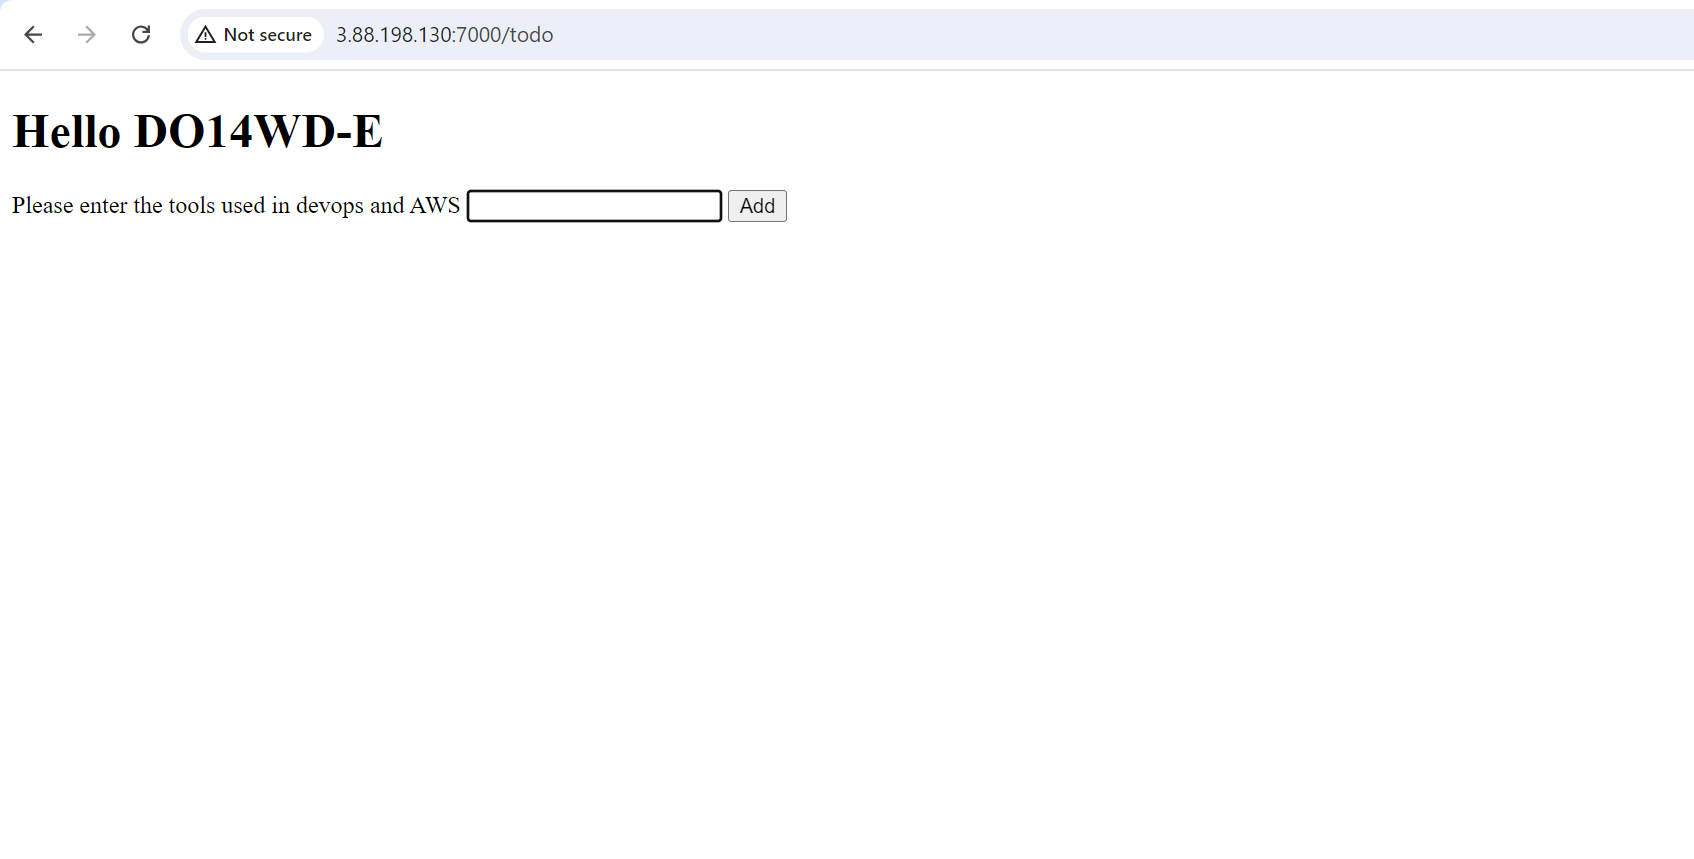 Not secure 3.88.198.130:7000/todo
Hello DO14WD-E
Please enter the tools used in devops and AWS Add